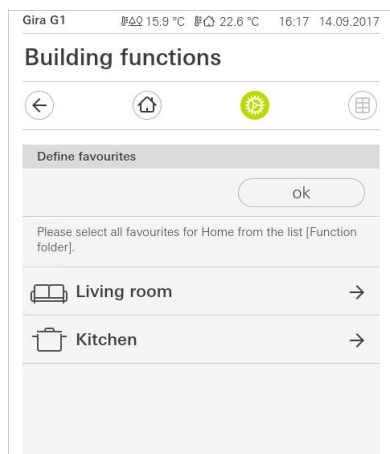 Gira G1 15.9 °C 22.6 °C 16:17 14.09.2017
Building functions
Define favourites
ok
Please select all favourites for Home from the list [Function
folder].
Living room
Kitchen